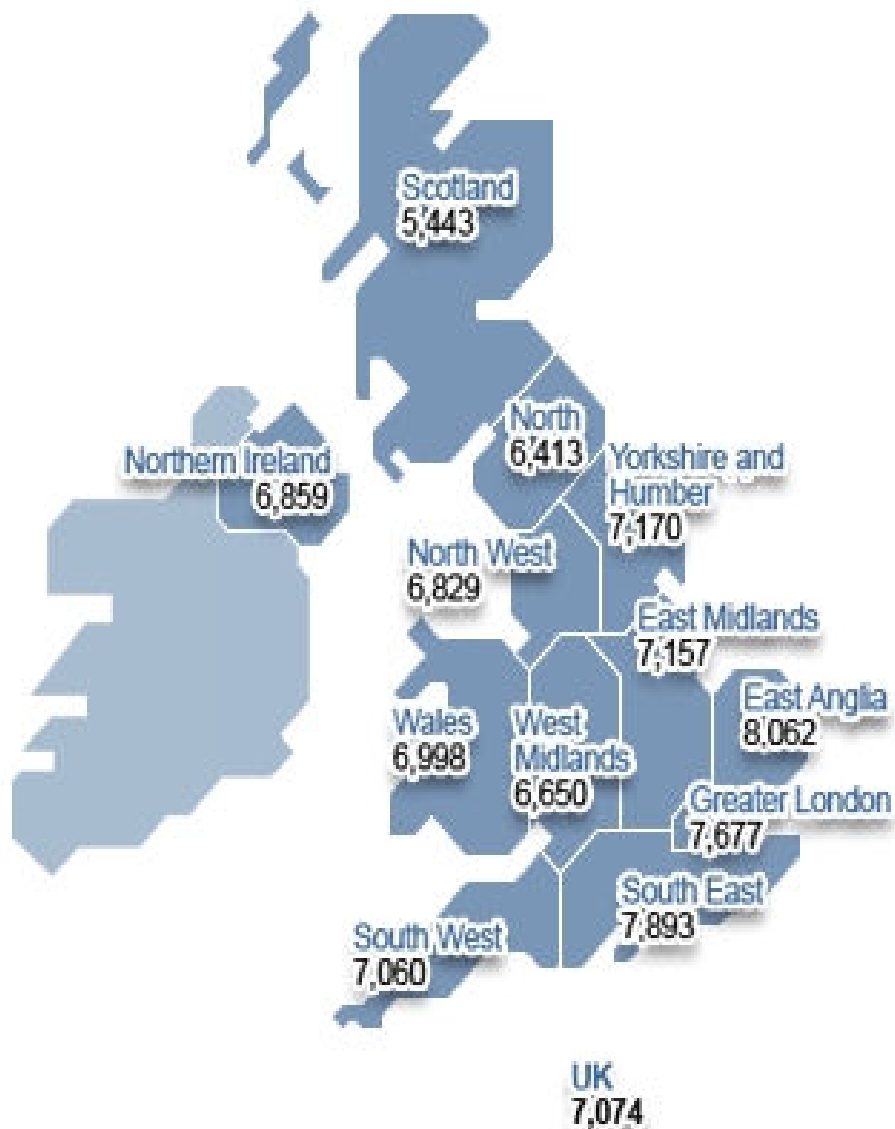 Scotland
5,443
North
6,413
Northern Ireland
6,859
Yorkshire and
Humber
7,170
North West
6,829
East Midlands
7,157
East Anglia
8,062
Wales
6,998
West
Midlands
6,650
Greater London
7,677
South East
7,893
South West
7,060
UK
7,074